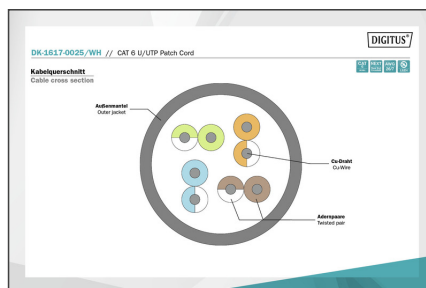 DIGITUS®
DK-1617-0025/WH // CAT 6 U/UTP Patch Cord
Kabelquerschnitt
Cable cross section
Außenmantel
Outer jacket
Cu-Draht
Cu-Wire
Adernpaare
Twisted pair